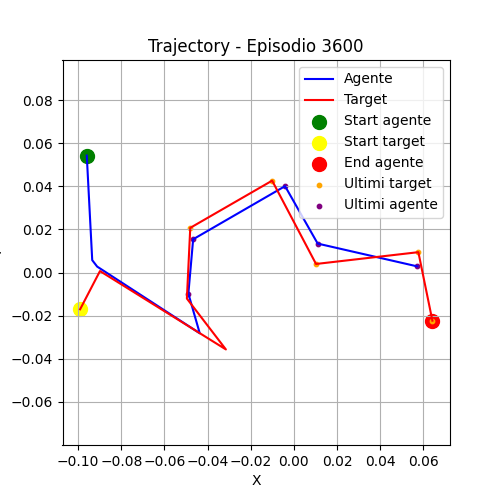 Trajectory - Episodio 3600
Agente
Target
Start agente
Start target
End agente
Ultimi target
Ultimi agente
0.08
0.06
0.04
0.02
0.00
−0.02
−0.04
−0.06
−0.10 −0.08 −0.06 −0.04 −0.02 0.00 0.02 0.04 0.06
X